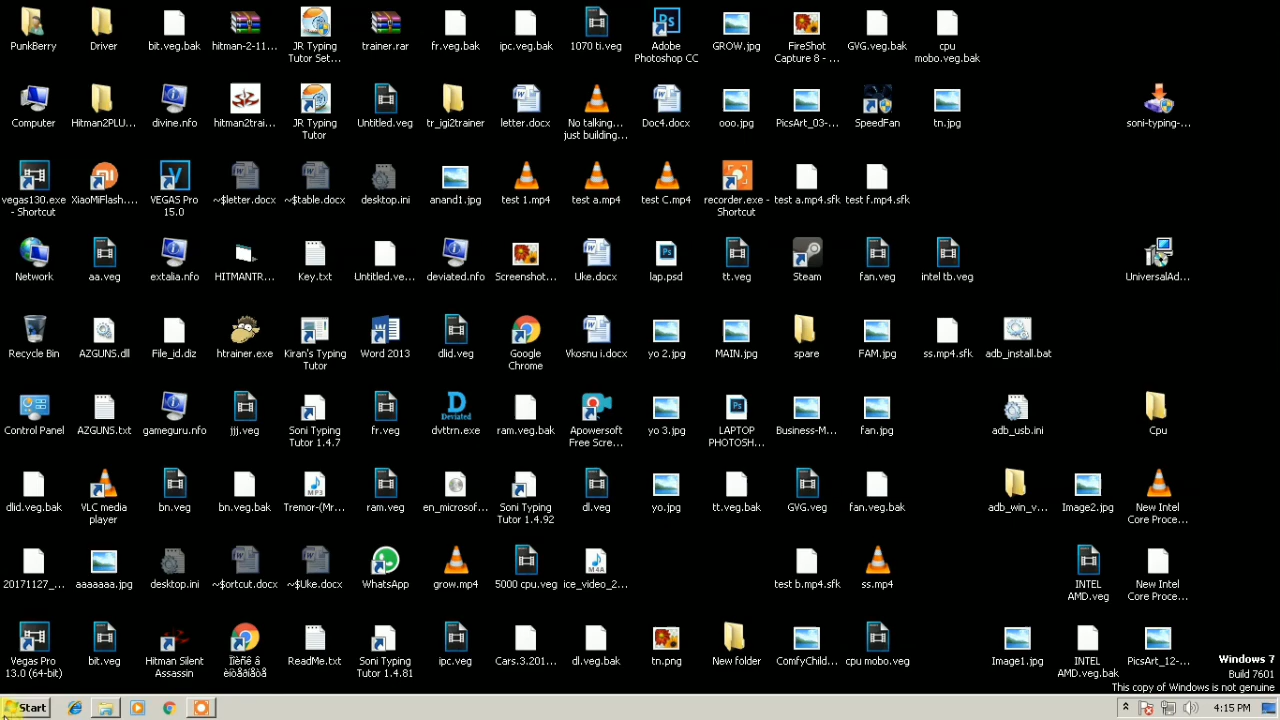 PunkBerry
Driver
bit.veg.bak
hitman-2-11...
JR Typing
Tutor Set...
trainer.rar
fr.veg.bak
ipc.veg.bak
1070 ti.veg
Adobe
Photoshop CC
GROW.jpg
FireShot
Capture 8 - ...
GVG.veg.bak
cpu
mobo.veg.bak
Computer
Hitman2PLU...
divine.nfo
hitman2trai...
JR Typing
Tutor
Untitled.veg
tr_jgi2trainer
letter.docx
No talking...
just building...
Doc4.docx
ooo.jpg
PicsArt_03-...
SpeedFan
tn.jpg
soni-typing-...
vegas130.exe
- Shortcut
XiaoMiFlash....
VEGAS Pro
15.0
~$letter.docx
~$table.docx
desktop.ini
anand1.jpg
test 1.mp4
test a.mp4
test C.mp4
recorder.exe -
Shortcut
test a.mp4.sfk
test f.mp4.sfk
Network
aa.veg
extalia.nfo
HITMANTR...
Key.txt
Untitled.ve...
deviated.nfo
Screenshot...
Uke.docx
lap.psd
tt.veg
Steam
fan.veg
intel tb.veg
UniversalAd...
Recycle Bin
AZGUNS.dll
File_id.diz
htrainer.exe
Kiran's Typing
Tutor
Word 2013
dlid.veg
Google
Chrome
Vkosnu i.docx
yo 2.jpg
MAIN.jpg
spare
FAM.jpg
ss.mp4.sfk
adb_install.bat
Control Panel
AZGUNS.txt
gameguru.nfo
jjj.veg
Soni Typing
Tutor 1.4.7
fr.veg
Deviated
dvttrn.exe
ram.veg.bak
Apowersoft
Free Scre...
yo 3.jpg
LAPTOP
PHOTOSH...
Business-M...
fan.jpg
adb_usb.ini
Cpu
dlid.veg.bak
VLC media
player
bn.veg
bn.veg.bak
Tremor-(Mr...
ram.veg
en_microsof...
Soni Typing
Tutor 1.4.92
dl.veg
yo.jpg
tt.veg.bak
GVG.veg
fan.veg.bak
adb_win_v...
Image2.jpg
New Intel
Core Proce...
20171127_...
aaaaaaa.jpg
desktop.ini
~$ortcut.docx
~$Uke.docx
WhatsApp
grow.mp4
5000 cpu.veg
ice_video_2...
test b.mp4.sfk
ss.mp4
INTEL
AMD.veg
New Intel
Core Proce...
Vegas Pro
13.0 (64-bit)
bit.veg
Hitman Silent
Assassin
Ïîèñê â
èíòåðíåòå
ReadMe.txt
Soni Typing
Tutor 1.4.81
ipc.veg
Cars.3.201...
dl.veg.bak
tn.png
New folder
ComfyChild...
cpu mobo.veg
Image1.jpg
INTEL
AMD.veg.bak
PicsArt_12-...
Windows 7
Build 7601
This copy of Windows is not genuine
Start
4:15 PM